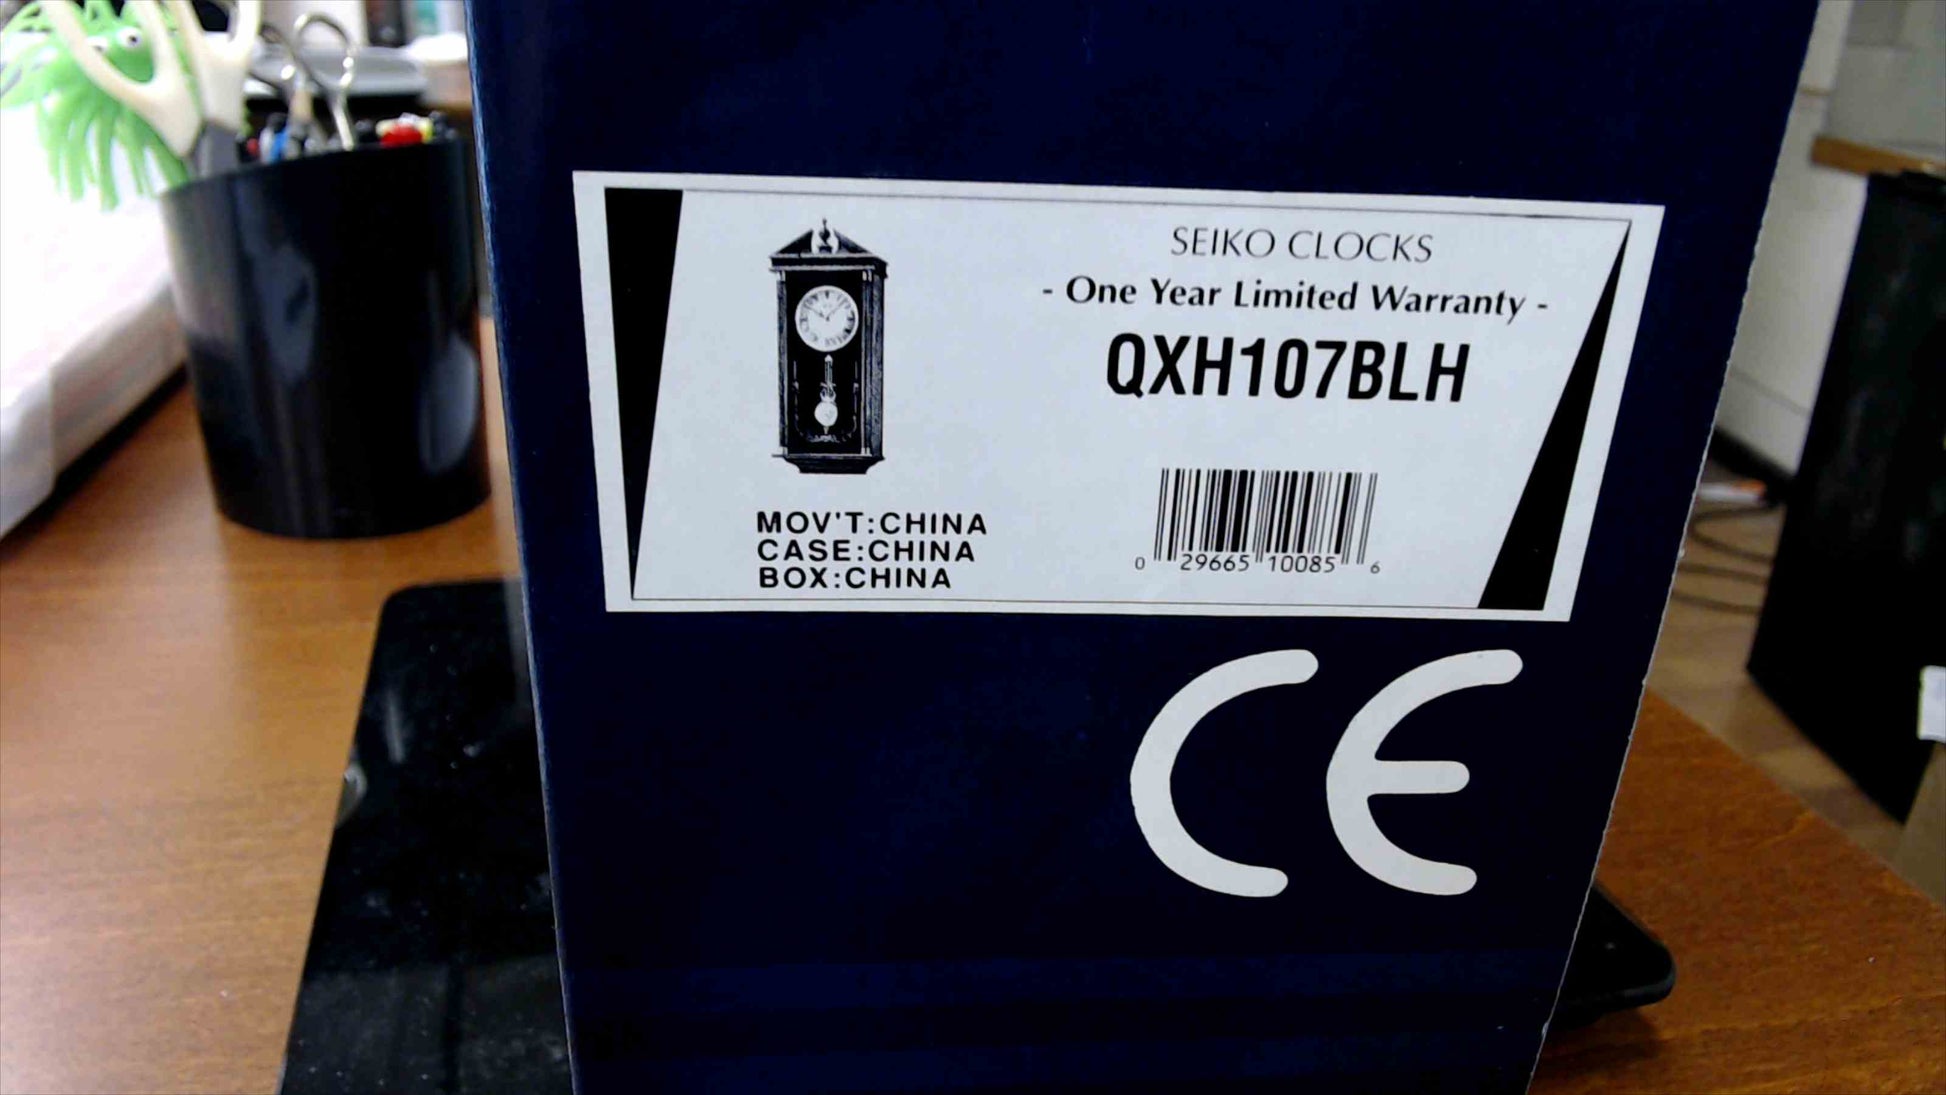 SEIKO CLOCKS
- One Year Limited Warranty -
QXH107BLH
MOV'T:CHINA
CASE:CHINA
BOX:CHINA
0 29665 10085 6
CE